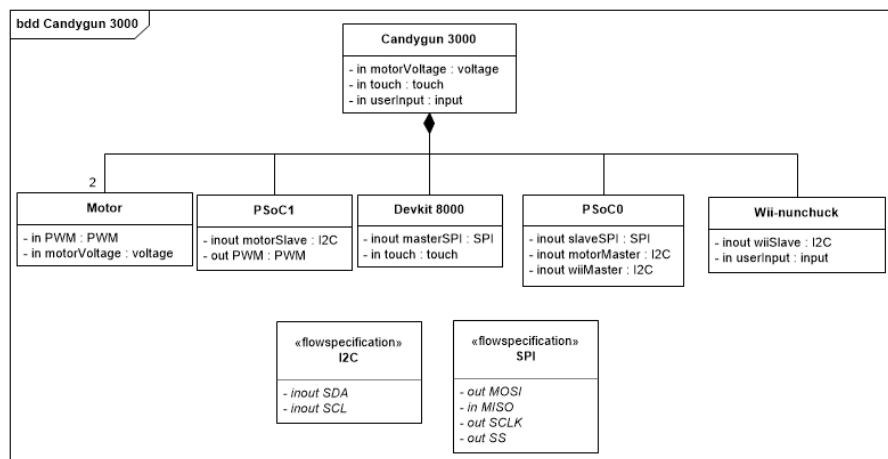 bdd Candygun 3000
Candygun 3000
- in motorVoltage : voltage
- in touch : touch
- in userInput : input
2
Motor
- in PWM : PWM
- in motorVoltage : voltage
PSoC1
- inout motorSlave : I2C
- out PWM : PWM
Devkit 8000
- inout masterSPI : SPI
- in touch : touch
PSoC0
- inout slaveSPI : SPI
- inout motorMaster : I2C
- inout wiiMaster : I2C
Wii-nunchuck
- inout wiiSlave : I2C
- in userInput : input
«flowspecification»
I2C
- inout SDA
- inout SCL
«flowspecification»
SPI
- out MOSI
- in MISO
- out SCLK
- out SS